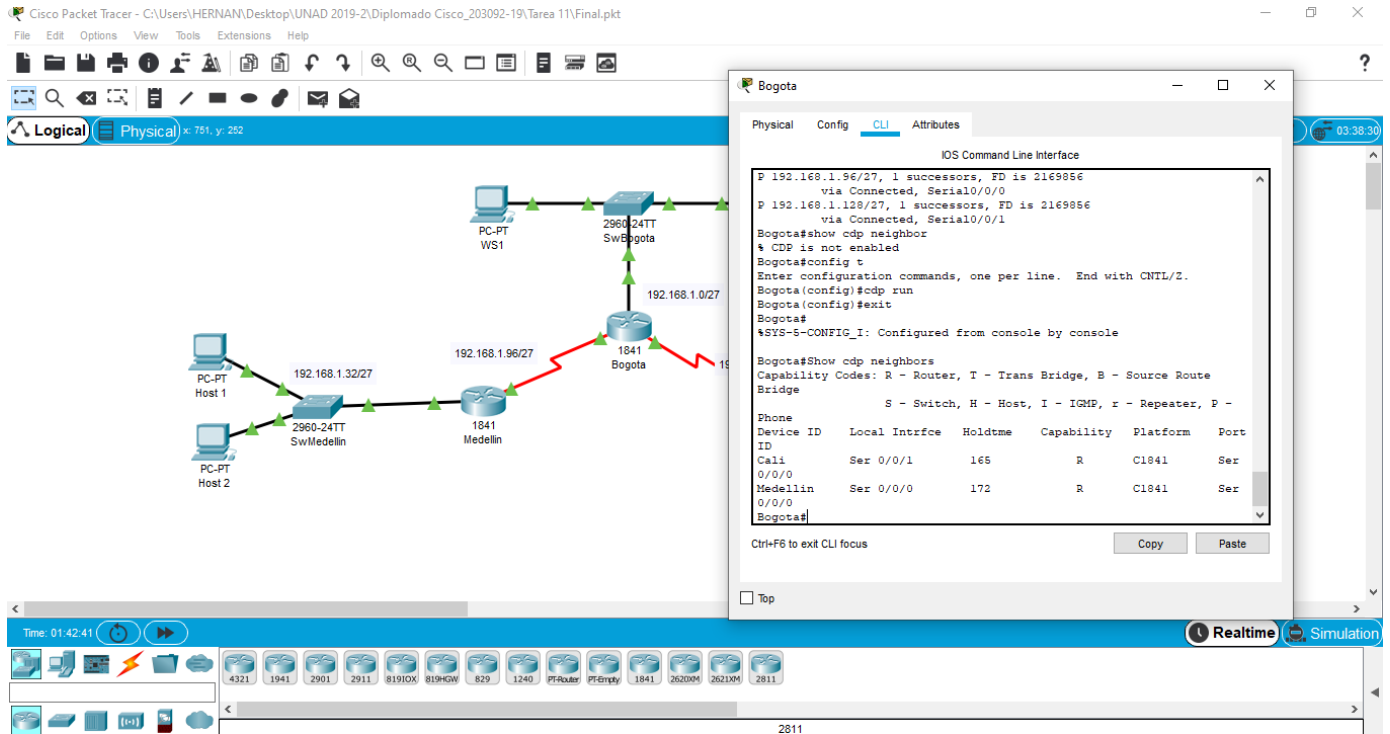 Cisco Packet Tracer - C:\Users\HERNAN\Desktop\UNAD 2019-2\Diplomado Cisco_203092-19\Tarea 11\Final.pkt
File Edit Options View Tools Extensions Help
?
Logical
Physical
x: 751, y: 252
03:38:30
PC-PT
WS1
2960-24TT
SwBogota
192.168.1.0/27
1841
Bogota
19
192.168.1.96/27
PC-PT
Host 1
192.168.1.32/27
2960-24TT
SwMedellin
1841
Medellin
PC-PT
Host 2
Bogota
Physical Config CLI Attributes
IOS Command Line Interface
P 192.168.1.96/27, 1 successors, FD is 2169856
via Connected, Serial0/0/0
P 192.168.1.128/27, 1 successors, FD is 2169856
via Connected, Serial0/0/1
Bogota#show cdp neighbor
% CDP is not enabled
Bogota#config t
Enter configuration commands, one per line. End with CNTL/Z.
Bogota(config)#cdp run
Bogota(config)#exit
Bogota#
%SYS-5-CONFIG_I: Configured from console by console
Bogota#Show cdp neighbors
Capability Codes: R - Router, T - Trans Bridge, B - Source Route
Bridge
S - Switch, H - Host, I - IGMP, r - Repeater, P -
Phone
Device ID Local Intrfce Holdtme Capability Platform Port
ID
Cali Ser 0/0/1 165 R C1841 Ser
0/0/0
Medellin Ser 0/0/0 172 R C1841 Ser
0/0/0
Bogota#
Ctrl+F6 to exit CLI focus
Copy
Paste
Top
Time: 01:42:41
Realtime
Simulation
4321 1941 2901 2911 819IOX 819HGW 829 1240 PT-Router PT-Empty 1841 2620XM 2621XM 2811
2811